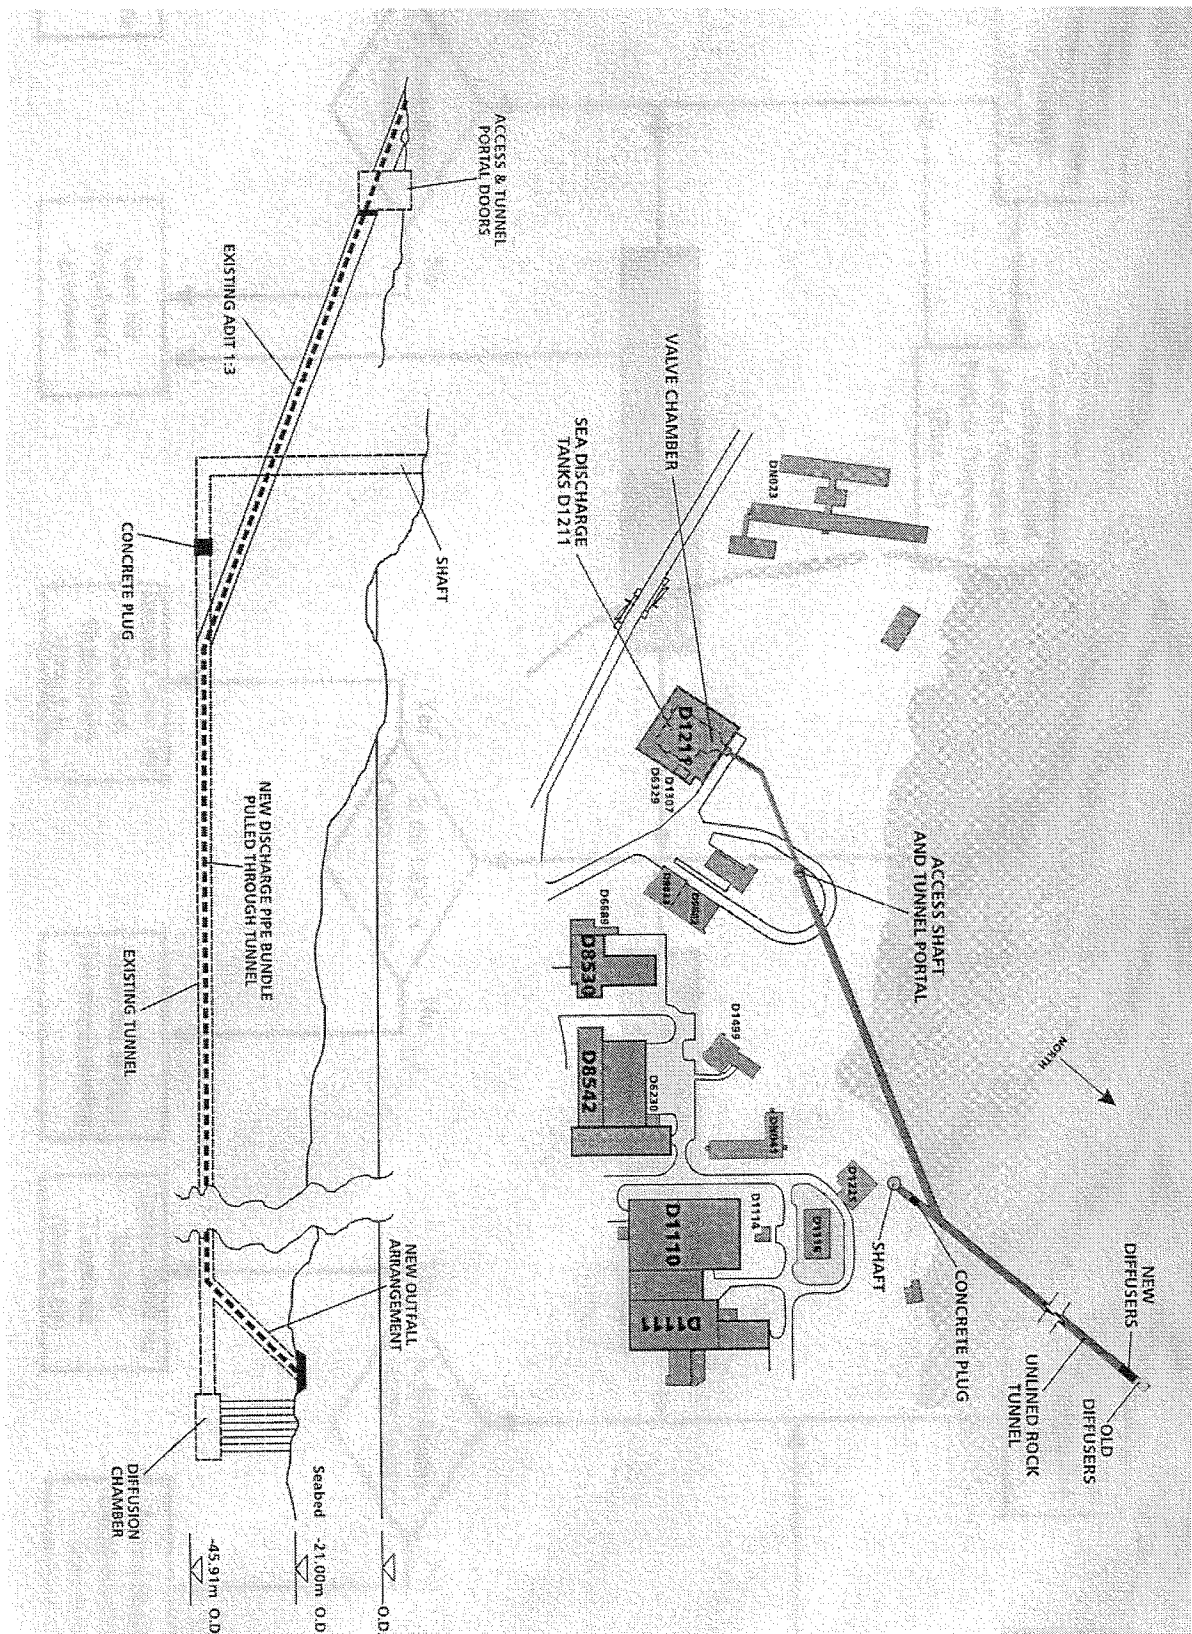 NEW
DIFFUSERS
OLD
DIFFUSERS
UNLINED ROCK
TUNNEL
CONCRETE PLUG
SHAFT
NORTH
ACCESS SHAFT
AND TUNNEL PORTAL
VALVE CHAMBER
SEA DISCHARGE
TANKS D1211
DN023
D1211
D1307
D6329
D6689
D8530
D1499
D8542
D6230
DN041
D1225
D1116
D1114
D1110
D1111
ACCESS & TUNNEL
PORTAL DOORS
EXISTING ADIT 1:3
SHAFT
CONCRETE PLUG
NEW DISCHARGE PIPE BUNDLE
PULLED THROUGH TUNNEL
EXISTING TUNNEL
NEW OUTFALL
ARRANGEMENT
DIFFUSION
CHAMBER
O.D.
Seabed -21.00m O.D
-45.91m O.D